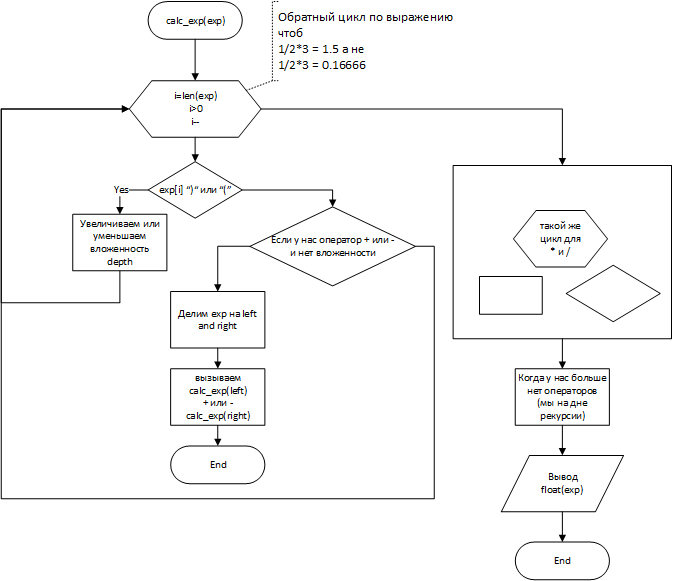 calc_exp(exp)
Обратный цикл по выражению
чтоб
1/2*3 = 1.5 а не
1/2*3 = 0.16666
i=len(exp)
i>0
i--
Yes
exp[i] “)“ или “(”
Увеличиваем или
уменьшаем
вложенность
depth
Если у нас оператор + или -
и нет вложенности
Делим exp на left
and right
вызываем
calc_exp(left)
+ или -
calc_exp(right)
End
такой же
цикл для
* и /
Когда у нас больше
нет операторов
(мы на дне
рекурсии)
Вывод
float(exp)
End